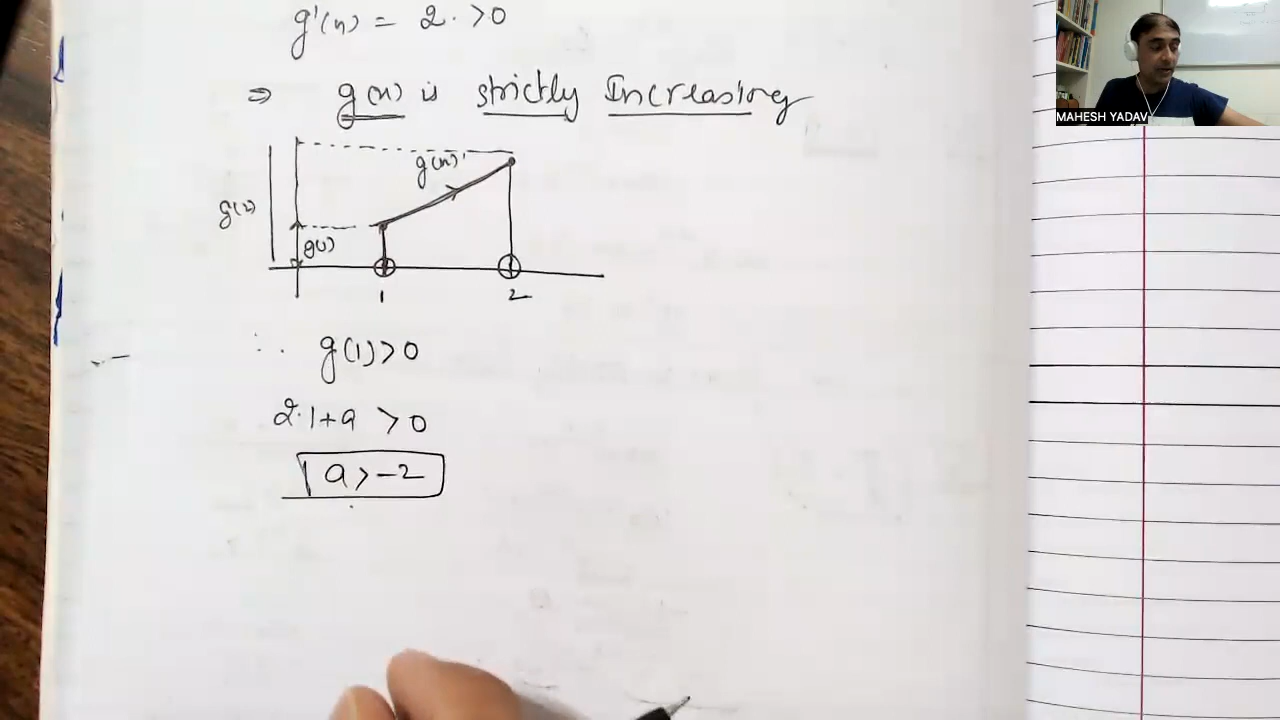 g'(x) = 2. >0
⇒ g(x) is strictly Increasing
g(x)
g(2)
g(1)
1 2
∴ g(1)>0
2.1+a > 0
a > -2
MAHESH YADAV